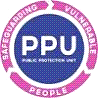 SAFEGUARDING
VULNERABLE
PEOPLE
PPU
PUBLIC PROTECTION UNIT